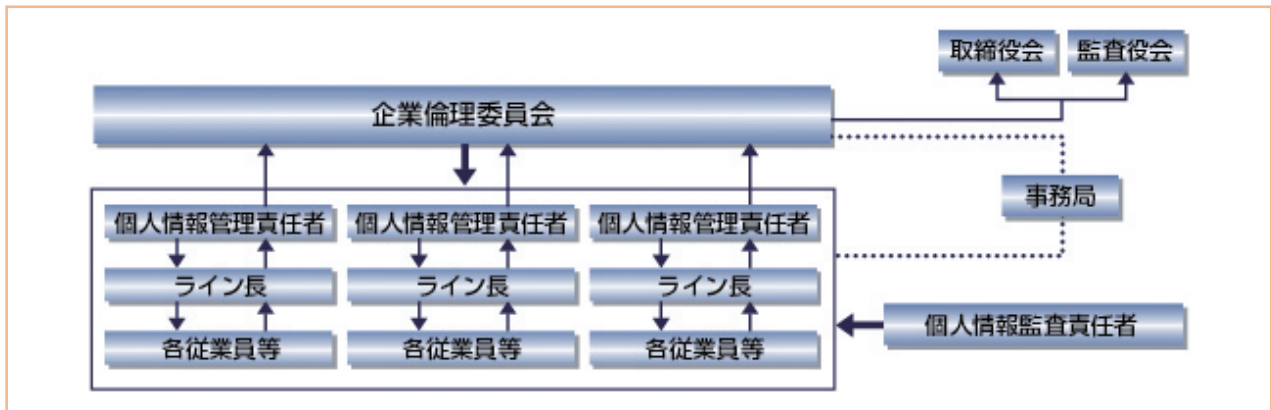 取締役会 監査役会
企業倫理委員会
事務局
個人情報管理責任者 個人情報管理責任者 個人情報管理責任者
ライン長 ライン長 ライン長
個人情報監査責任者
各従業員等 各従業員等 各従業員等